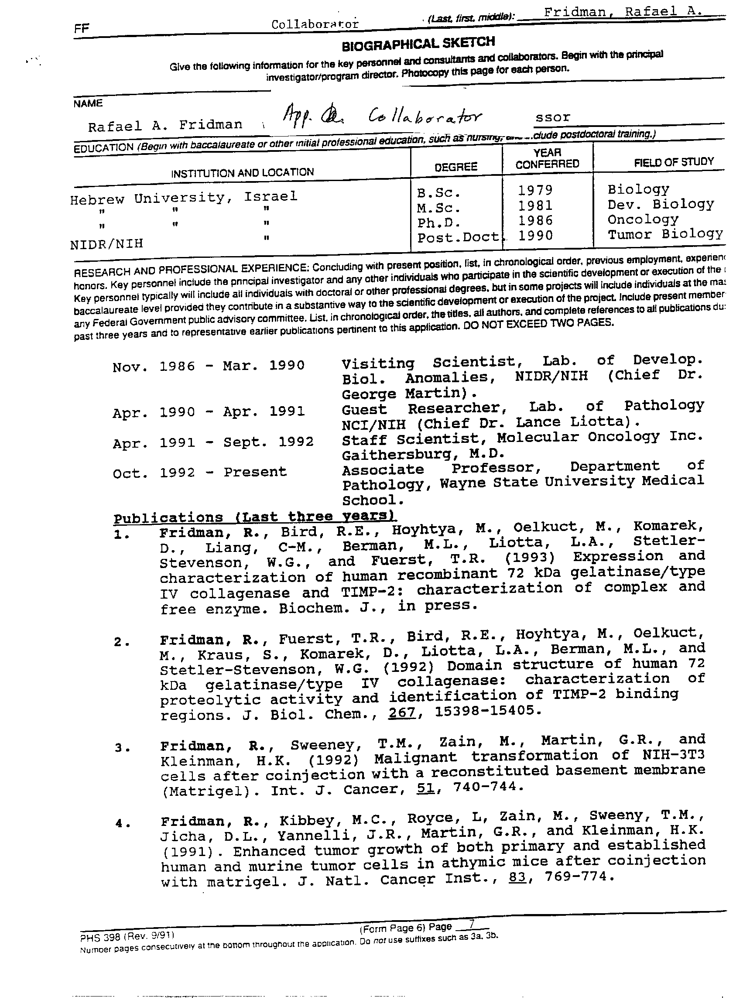 FF
Collaborator
(Last, first, middle): Fridman, Rafael A.
BIOGRAPHICAL SKETCH
Give the following information for the key personnel and consultants and collaborators. Begin with the principal
investigator/program director. Photocopy this page for each person.
NAME
Rafael A. Fridman App. Collaborator ssor
EDUCATION (Begin with baccalaureate or other initial professional education, such as nursing, clude postdoctoral training.)
INSTITUTION AND LOCATION DEGREE YEAR CONFERRED FIELD OF STUDY
Hebrew University, Israel B.Sc. 1979 Biology
" " " M.Sc. 1981 Dev. Biology
" " " Ph.D. 1986 Oncology
NIDR/NIH " Post.Doct. 1990 Tumor Biology
RESEARCH AND PROFESSIONAL EXPERIENCE: Concluding with present position, list, in chronological order, previous employment, experien
honors. Key personnel include the principal investigator and any other individuals who participate in the scientific development or execution of the
Key personnel typically will include all individuals with doctoral or other professional degrees, but in some projects will include individuals at the mas
baccalaureate level provided they contribute in a substantive way to the scientific development or execution of the project. Include present member
any Federal Government public advisory committee. List, in chronological order, the titles, all authors, and complete references to all publications du
past three years and to representative earlier publications pertinent to this application. DO NOT EXCEED TWO PAGES.
Nov. 1986 - Mar. 1990 Visiting Scientist, Lab. of Develop.
Biol. Anomalies, NIDR/NIH (Chief Dr.
George Martin).
Apr. 1990 - Apr. 1991 Guest Researcher, Lab. of Pathology
NCI/NIH (Chief Dr. Lance Liotta).
Apr. 1991 - Sept. 1992 Staff Scientist, Molecular Oncology Inc.
Gaithersburg, M.D.
Oct. 1992 - Present Associate Professor, Department of
Pathology, Wayne State University Medical
School.
Publications (Last three years)
1. Fridman, R., Bird, R.E., Hoyhtya, M., Oelkuct, M., Komarek,
D., Liang, C-M., Berman, M.L., Liotta, L.A., Stetler-
Stevenson, W.G., and Fuerst, T.R. (1993) Expression and
characterization of human recombinant 72 kDa gelatinase/type
IV collagenase and TIMP-2: characterization of complex and
free enzyme. Biochem. J., in press.
2. Fridman, R., Fuerst, T.R., Bird, R.E., Hoyhtya, M., Oelkuct,
M., Kraus, S., Komarek, D., Liotta, L.A., Berman, M.L., and
Stetler-Stevenson, W.G. (1992) Domain structure of human 72
kDa gelatinase/type IV collagenase: characterization of
proteolytic activity and identification of TIMP-2 binding
regions. J. Biol. Chem., 267, 15398-15405.
3. Fridman, R., Sweeney, T.M., Zain, M., Martin, G.R., and
Kleinman, H.K. (1992) Malignant transformation of NIH-3T3
cells after coinjection with a reconstituted basement membrane
(Matrigel). Int. J. Cancer, 51, 740-744.
4. Fridman, R., Kibbey, M.C., Royce, L, Zain, M., Sweeny, T.M.,
Jicha, D.L., Yannelli, J.R., Martin, G.R., and Kleinman, H.K.
(1991). Enhanced tumor growth of both primary and established
human and murine tumor cells in athymic mice after coinjection
with matrigel. J. Natl. Cancer Inst., 83, 769-774.
PHS 398 (Rev. 9/91) (Form Page 6) Page 7
Number pages consecutively at the bottom throughout the application. Do not use suffixes such as 3a, 3b.